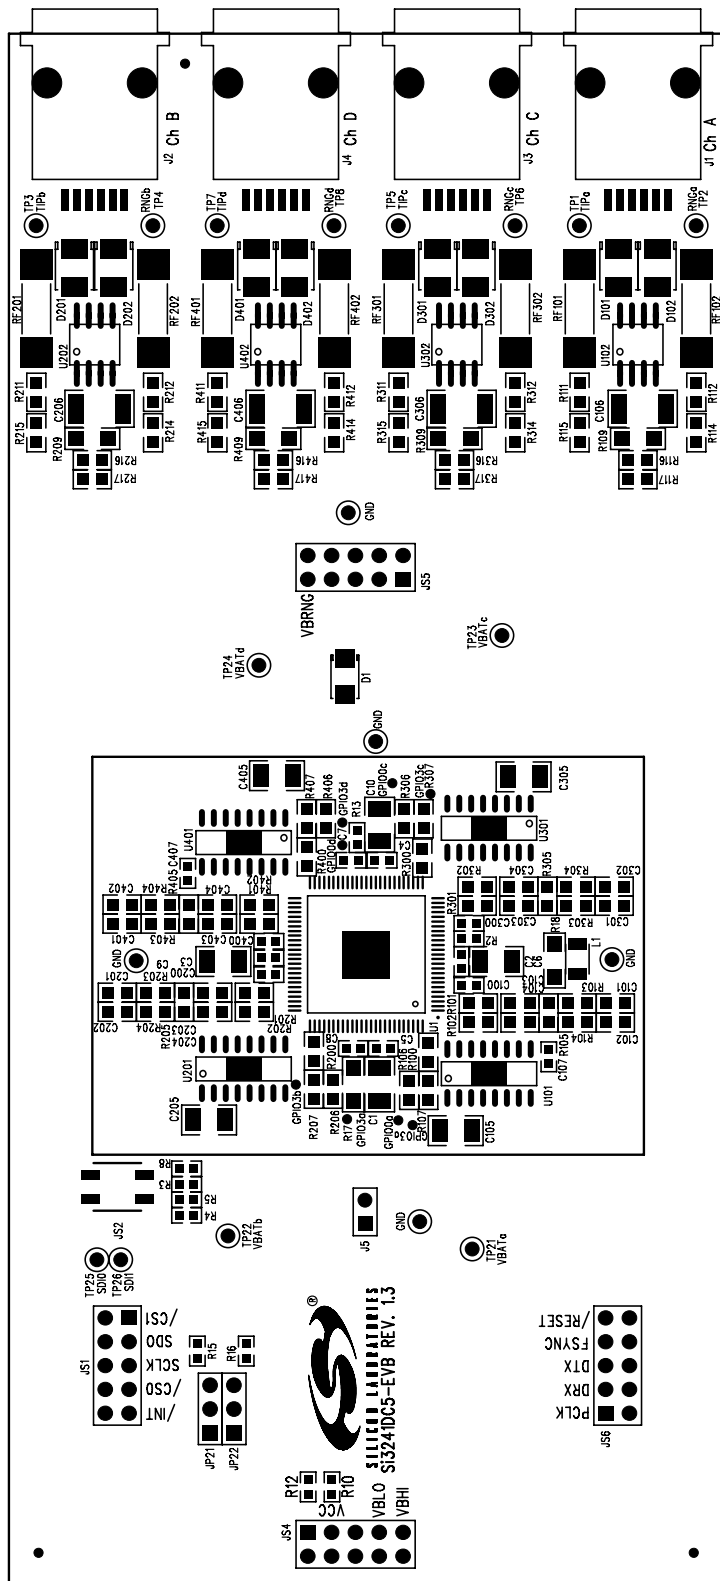 J2 Ch B
J4 Ch D
J3 Ch C
J1 Ch A
TP3
TIPb
RNGb
TP4
TP7
TIPd
RNGd
TP8
TP5
TIPc
RNGc
TP6
TP1
TIPa
RNGa
TP2
RF201
D201
D202
RF202
RF401
D401
D402
RF402
RF301
D301
D302
RF302
RF101
D101
D102
RF102
U202
U402
U302
U102
R211
C206
R212
R411
C406
R412
R311
C306
R312
R111
C106
R112
R215
R209
R214
R415
R409
R414
R315
R309
R314
R115
R109
R114
R216
R217
R416
R417
R316
R317
R116
R117
GND
JS5
VBRNG
TP23
VBATc
TP24
VBATd
D1
GND
C405
R407
R406
GPIO3d
R13
C10
GPIO0c
R306
GPIO3c
R307
C305
U401
C407
R405
R402
R400
GPIO0d
C7
C4
R300
U301
C402
R404
C404
R401
R301
R302
C304
R305
R304
C302
C401
R403
C403
C400
R2
C300
C303
R18
R303
C301
GND
C201
R203
C9
C200
C3
C2
C6
L1
GND
C202
R204
R205
C203
C204
R201
R202
C8
U1
C5
R102
R101
C100
C103
C104
R103
C101
R104
C102
U201
GPIO3b
R200
R106
R100
U101
C107
R105
C205
R207
R206
R17
GPIO3a
C1
GPIO0a
GPIO3a
R107
C105
R8
R3
R5
R4
JS2
TP22
VBATb
J5
GND
TP21
VBATa
TP25
SDI0
TP26
SDI1
JS1
/CS1
SDO
SCLK
/CS0
/INT
R15
R16
JP21
JP22
®
SILICON LABORATORIES
Si3241DC5-EVB REV. 1.3
/RESET
FSYNC
DTX
DRX
PCLK
JS6
R12
R10
JS4
VCC
VBLO
VBHI